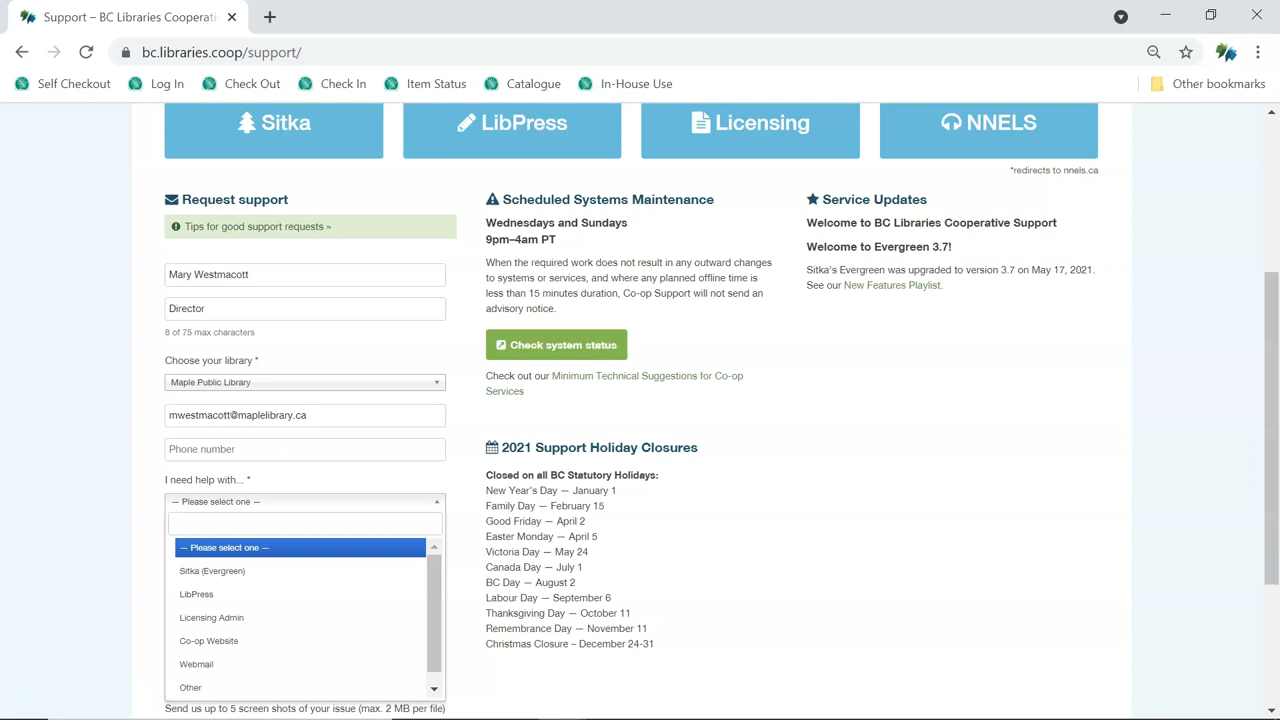 Support – BC Libraries Cooperati
bc.libraries.coop/support/
Self Checkout
Log In
Check Out
Check In
Item Status
Catalogue
In-House Use
Other bookmarks
Sitka
LibPress
Licensing
NNELS
*redirects to nnels.ca
Request support
Tips for good support requests »
Mary Westmacott
Director
8 of 75 max characters
Choose your library *
Maple Public Library
mwestmacott@maplelibrary.ca
Phone number
I need help with... *
— Please select one —
— Please select one —
Sitka (Evergreen)
LibPress
Licensing Admin
Co-op Website
Webmail
Other
Send us up to 5 screen shots of your issue (max. 2 MB per file)
Scheduled Systems Maintenance
Wednesdays and Sundays
9pm–4am PT
When the required work does not result in any outward changes
to systems or services, and where any planned offline time is
less than 15 minutes duration, Co-op Support will not send an
advisory notice.
Check system status
Check out our Minimum Technical Suggestions for Co-op
Services
2021 Support Holiday Closures
Closed on all BC Statutory Holidays:
New Year's Day — January 1
Family Day — February 15
Good Friday — April 2
Easter Monday — April 5
Victoria Day — May 24
Canada Day — July 1
BC Day — August 2
Labour Day — September 6
Thanksgiving Day — October 11
Remembrance Day — November 11
Christmas Closure – December 24-31
Service Updates
Welcome to BC Libraries Cooperative Support
Welcome to Evergreen 3.7!
Sitka's Evergreen was upgraded to version 3.7 on May 17, 2021.
See our New Features Playlist.